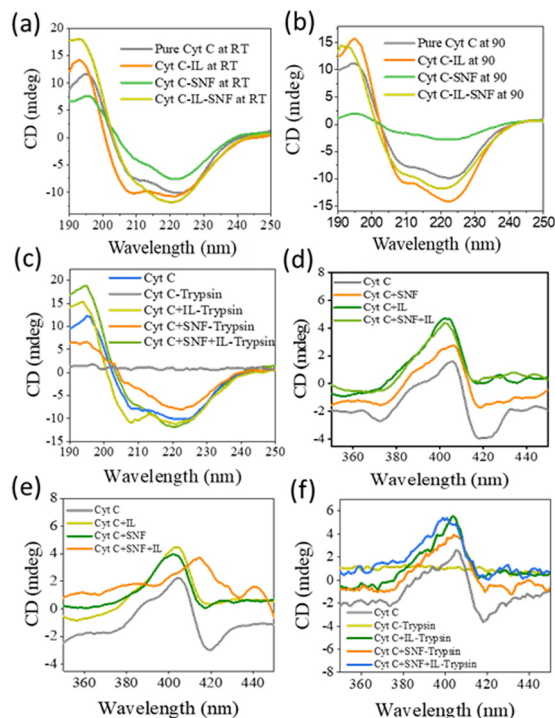 (a)
Pure Cyt C at RT
Cyt C-IL at RT
Cyt C-SNF at RT
Cyt C-IL-SNF at RT
CD (mdeg)
15
10
5
0
-5
-10
190 200 210 220 230 240 250
Wavelength (nm)
(b)
Pure Cyt C at 90
Cyt C-IL at 90
Cyt C-SNF at 90
Cyt C-IL-SNF at 90
CD (mdeg)
15
10
5
0
-5
-10
-15
190 200 210 220 230 240 250
Wavelength (nm)
(c)
Cyt C
Cyt C-Trypsin
Cyt C+IL-Trypsin
Cyt C+SNF-Trypsin
Cyt C+SNF+IL-Trypsin
CD (mdeg)
20
15
10
5
0
-5
-10
-15
190 200 210 220 230 240 250
Wavelength (nm)
(d)
Cyt C
Cyt C+SNF
Cyt C+IL
Cyt C+SNF+IL
CD (mdeg)
8
6
4
2
0
-2
-4
360 380 400 420 440
Wavelength (nm)
(e)
Cyt C
Cyt C+IL
Cyt C+SNF
Cyt C+SNF+IL
CD (mdeg)
8
6
4
2
0
-2
-4
360 380 400 420 440
Wavelength (nm)
(f)
Cyt C
Cyt C-Trypsin
Cyt C+IL-Trypsin
Cyt C+SNF-Trypsin
Cyt C+SNF+IL-Trypsin
CD (mdeg)
8
6
4
2
0
-2
-4
-6
-8
360 380 400 420 440
Wavelength (nm)